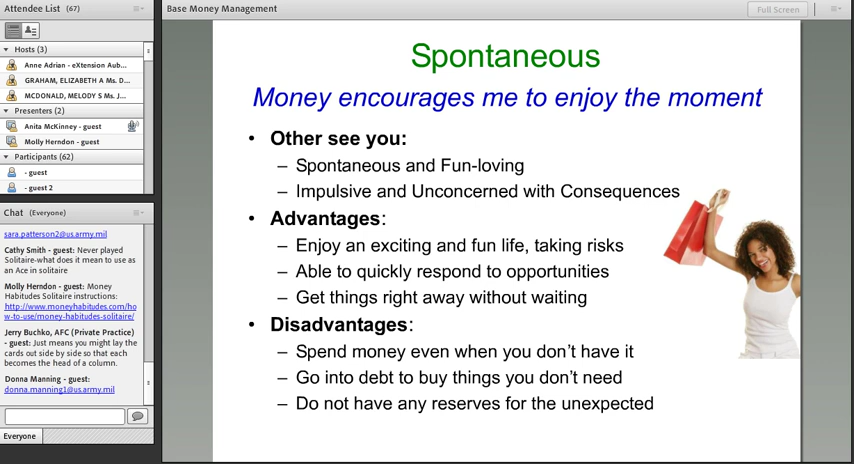 Attendee List (67)
Hosts (3)
Anne Adrian - eXtension Aub...
GRAHAM, ELIZABETH A Ms. D...
MCDONALD, MELODY S Ms. J...
Presenters (2)
Anita McKinney - guest
Molly Herndon - guest
Participants (62)
- guest
- guest 2
Chat (Everyone)
sara.patterson2@us.army.mil
Cathy Smith - guest: Never played
Solitaire-what does it mean to use as
an Ace in solitaire
Molly Herndon - guest: Money
Habitudes Solitaire instructions:
http://www.moneyhabitudes.com/ho
w-to-use/money-habitudes-solitaire/
Jerry Buchko, AFC (Private Practice)
- guest: Just means you might lay the
cards out side by side so that each
becomes the head of a column.
Donna Manning - guest:
donna.manning1@us.army.mil
Everyone
Base Money Management
Full Screen
Spontaneous
Money encourages me to enjoy the moment
• Other see you:
– Spontaneous and Fun-loving
– Impulsive and Unconcerned with Consequences
• Advantages:
– Enjoy an exciting and fun life, taking risks
– Able to quickly respond to opportunities
– Get things right away without waiting
• Disadvantages:
– Spend money even when you don't have it
– Go into debt to buy things you don't need
– Do not have any reserves for the unexpected